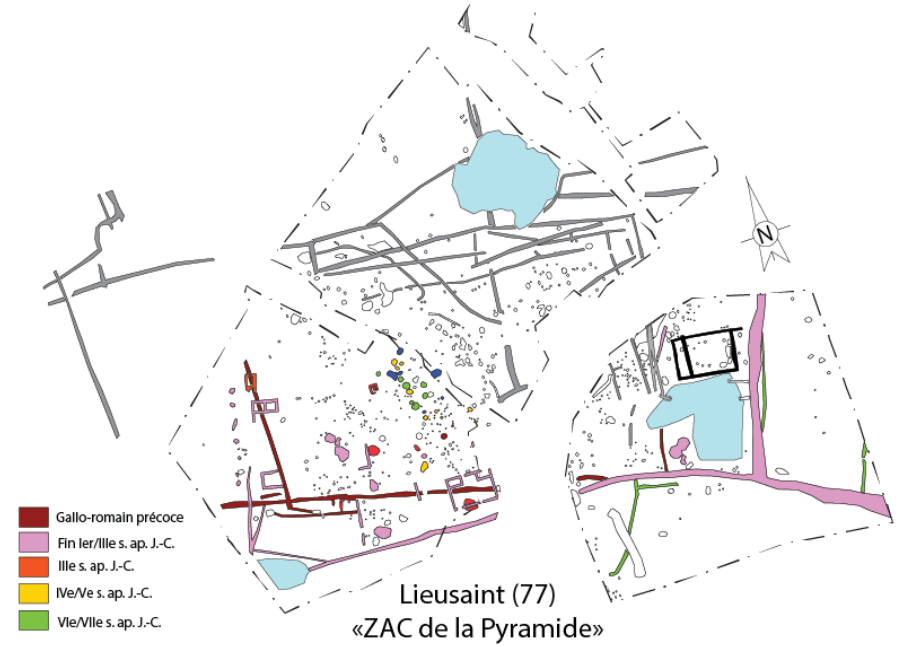 N
Gallo-romain précoce
Fin Ier/IIIe s. ap. J.-C.
IIIe s. ap. J.-C.
IVe/Ve s. ap. J.-C.
VIe/VIIe s. ap. J.-C.
Lieusaint (77)
«ZAC de la Pyramide»